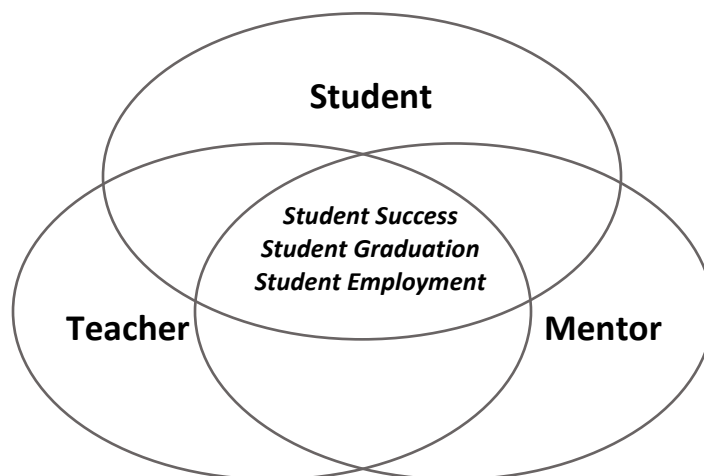 Student
Student Success
Student Graduation
Student Employment
Teacher
Mentor